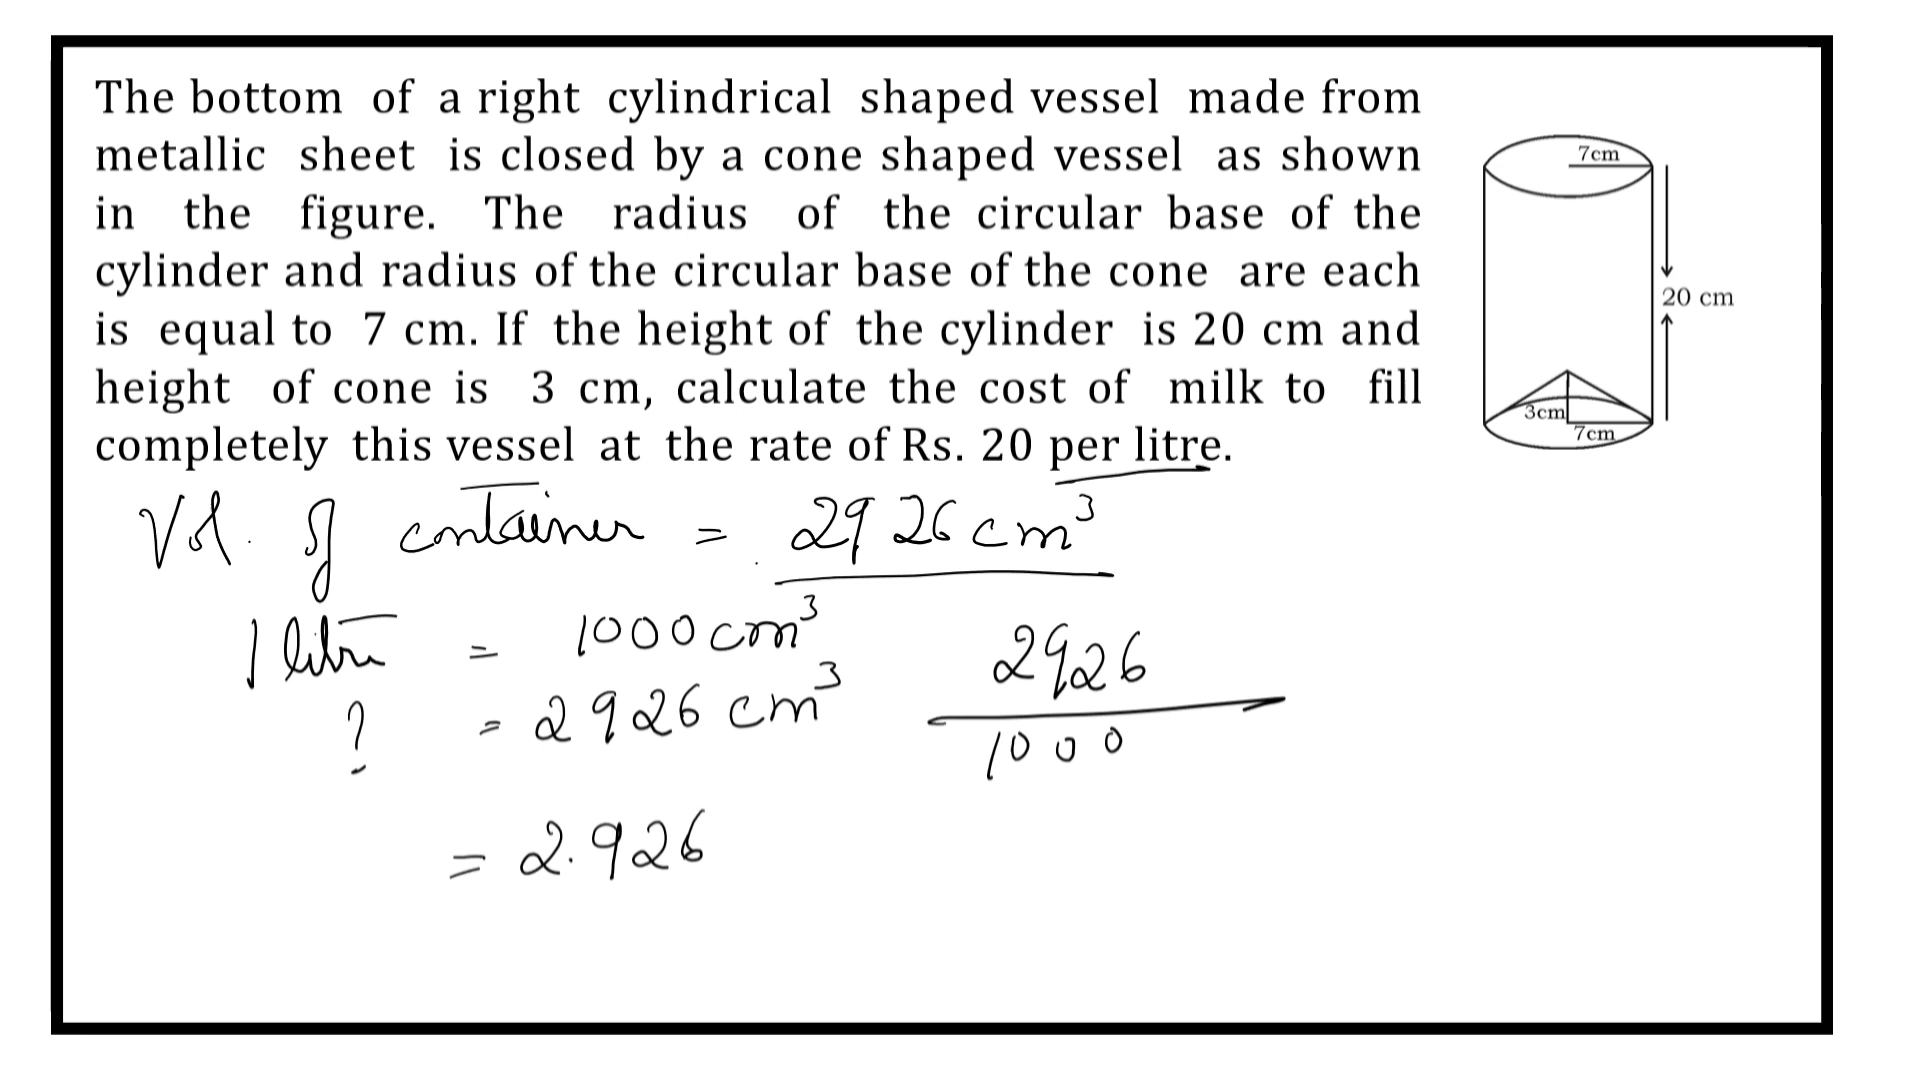 The bottom of a right cylindrical shaped vessel made from
metallic sheet is closed by a cone shaped vessel as shown
in the figure. The radius of the circular base of the
cylinder and radius of the circular base of the cone are each
is equal to 7 cm. If the height of the cylinder is 20 cm and
height of cone is 3 cm, calculate the cost of milk to fill
completely this vessel at the rate of Rs. 20 per litre.
7cm
20 cm
3cm
7cm
Vol. of container = 2926 cm³
1 litre = 1000 cm³
? = 2926 cm³
2926
1000
= 2.926